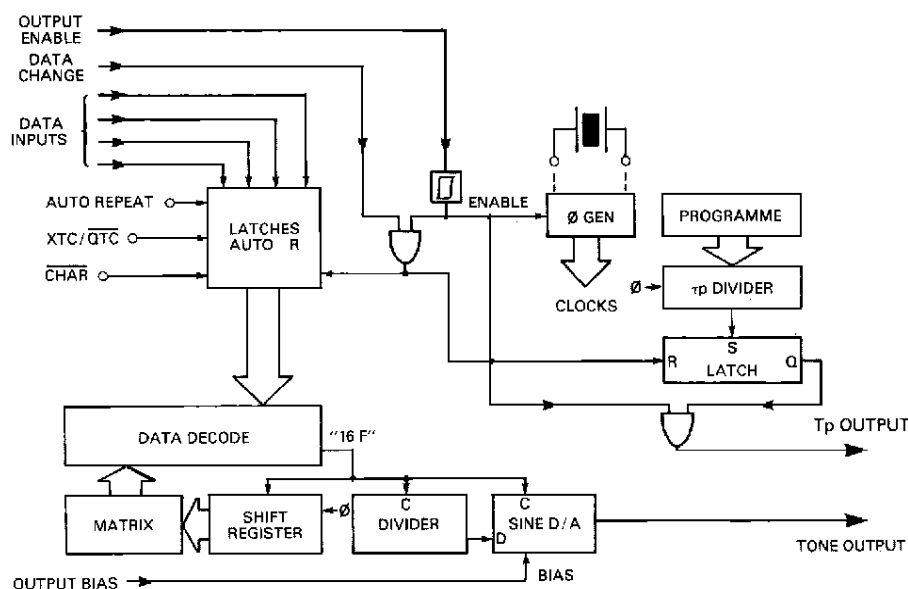 OUTPUT
ENABLE
DATA
CHANGE
DATA
INPUTS
AUTO REPEAT
XTC/QTC
CHAR
LATCHES
AUTO R
ENABLE
Ø GEN
CLOCKS
PROGRAMME
Ø
τp DIVIDER
S
R
Q
LATCH
Tp OUTPUT
DATA DECODE
"16 F"
MATRIX
SHIFT
REGISTER
Ø
C
DIVIDER
C
SINE D/A
D
TONE OUTPUT
BIAS
OUTPUT BIAS